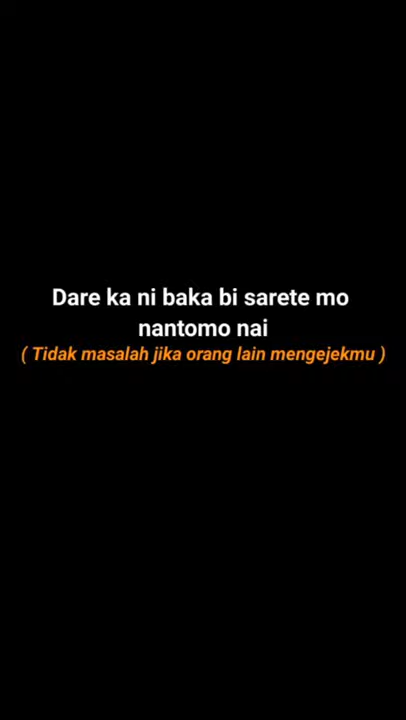 Dare ka ni baka bi sarete mo
nantomo nai
( Tidak masalah jika orang lain mengejekmu )